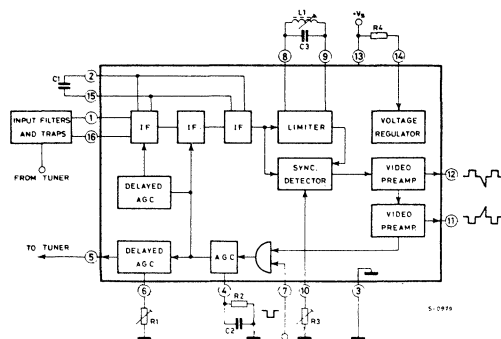 L1
C3
+VB
R4
8
9
13
14
C1
2
15
1
16
INPUT FILTERS
AND TRAPS
FROM TUNER
IF
IF
IF
LIMITER
VOLTAGE
REGULATOR
SYNC.
DETECTOR
VIDEO
PREAMP
12
DELAYED
AGC
VIDEO
PREAMP.
11
TO TUNER
5
DELAYED
AGC
AGC
6
4
7
10
3
R1
R2
C2
R3
S-0979